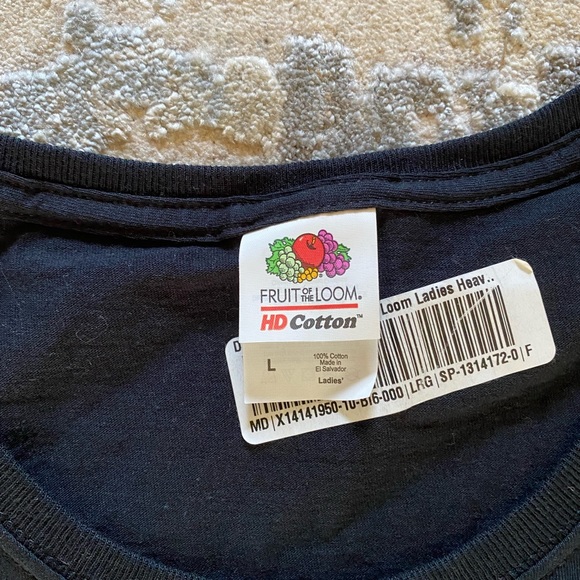 FRUIT OF THE LOOM®
HD Cotton™
L
100% Cotton
Made in
El Salvador
Ladies'
D
Loom Ladies Heav..
MD | X14141950-10-B16-000 | LRG | SP-1314172-0 | F